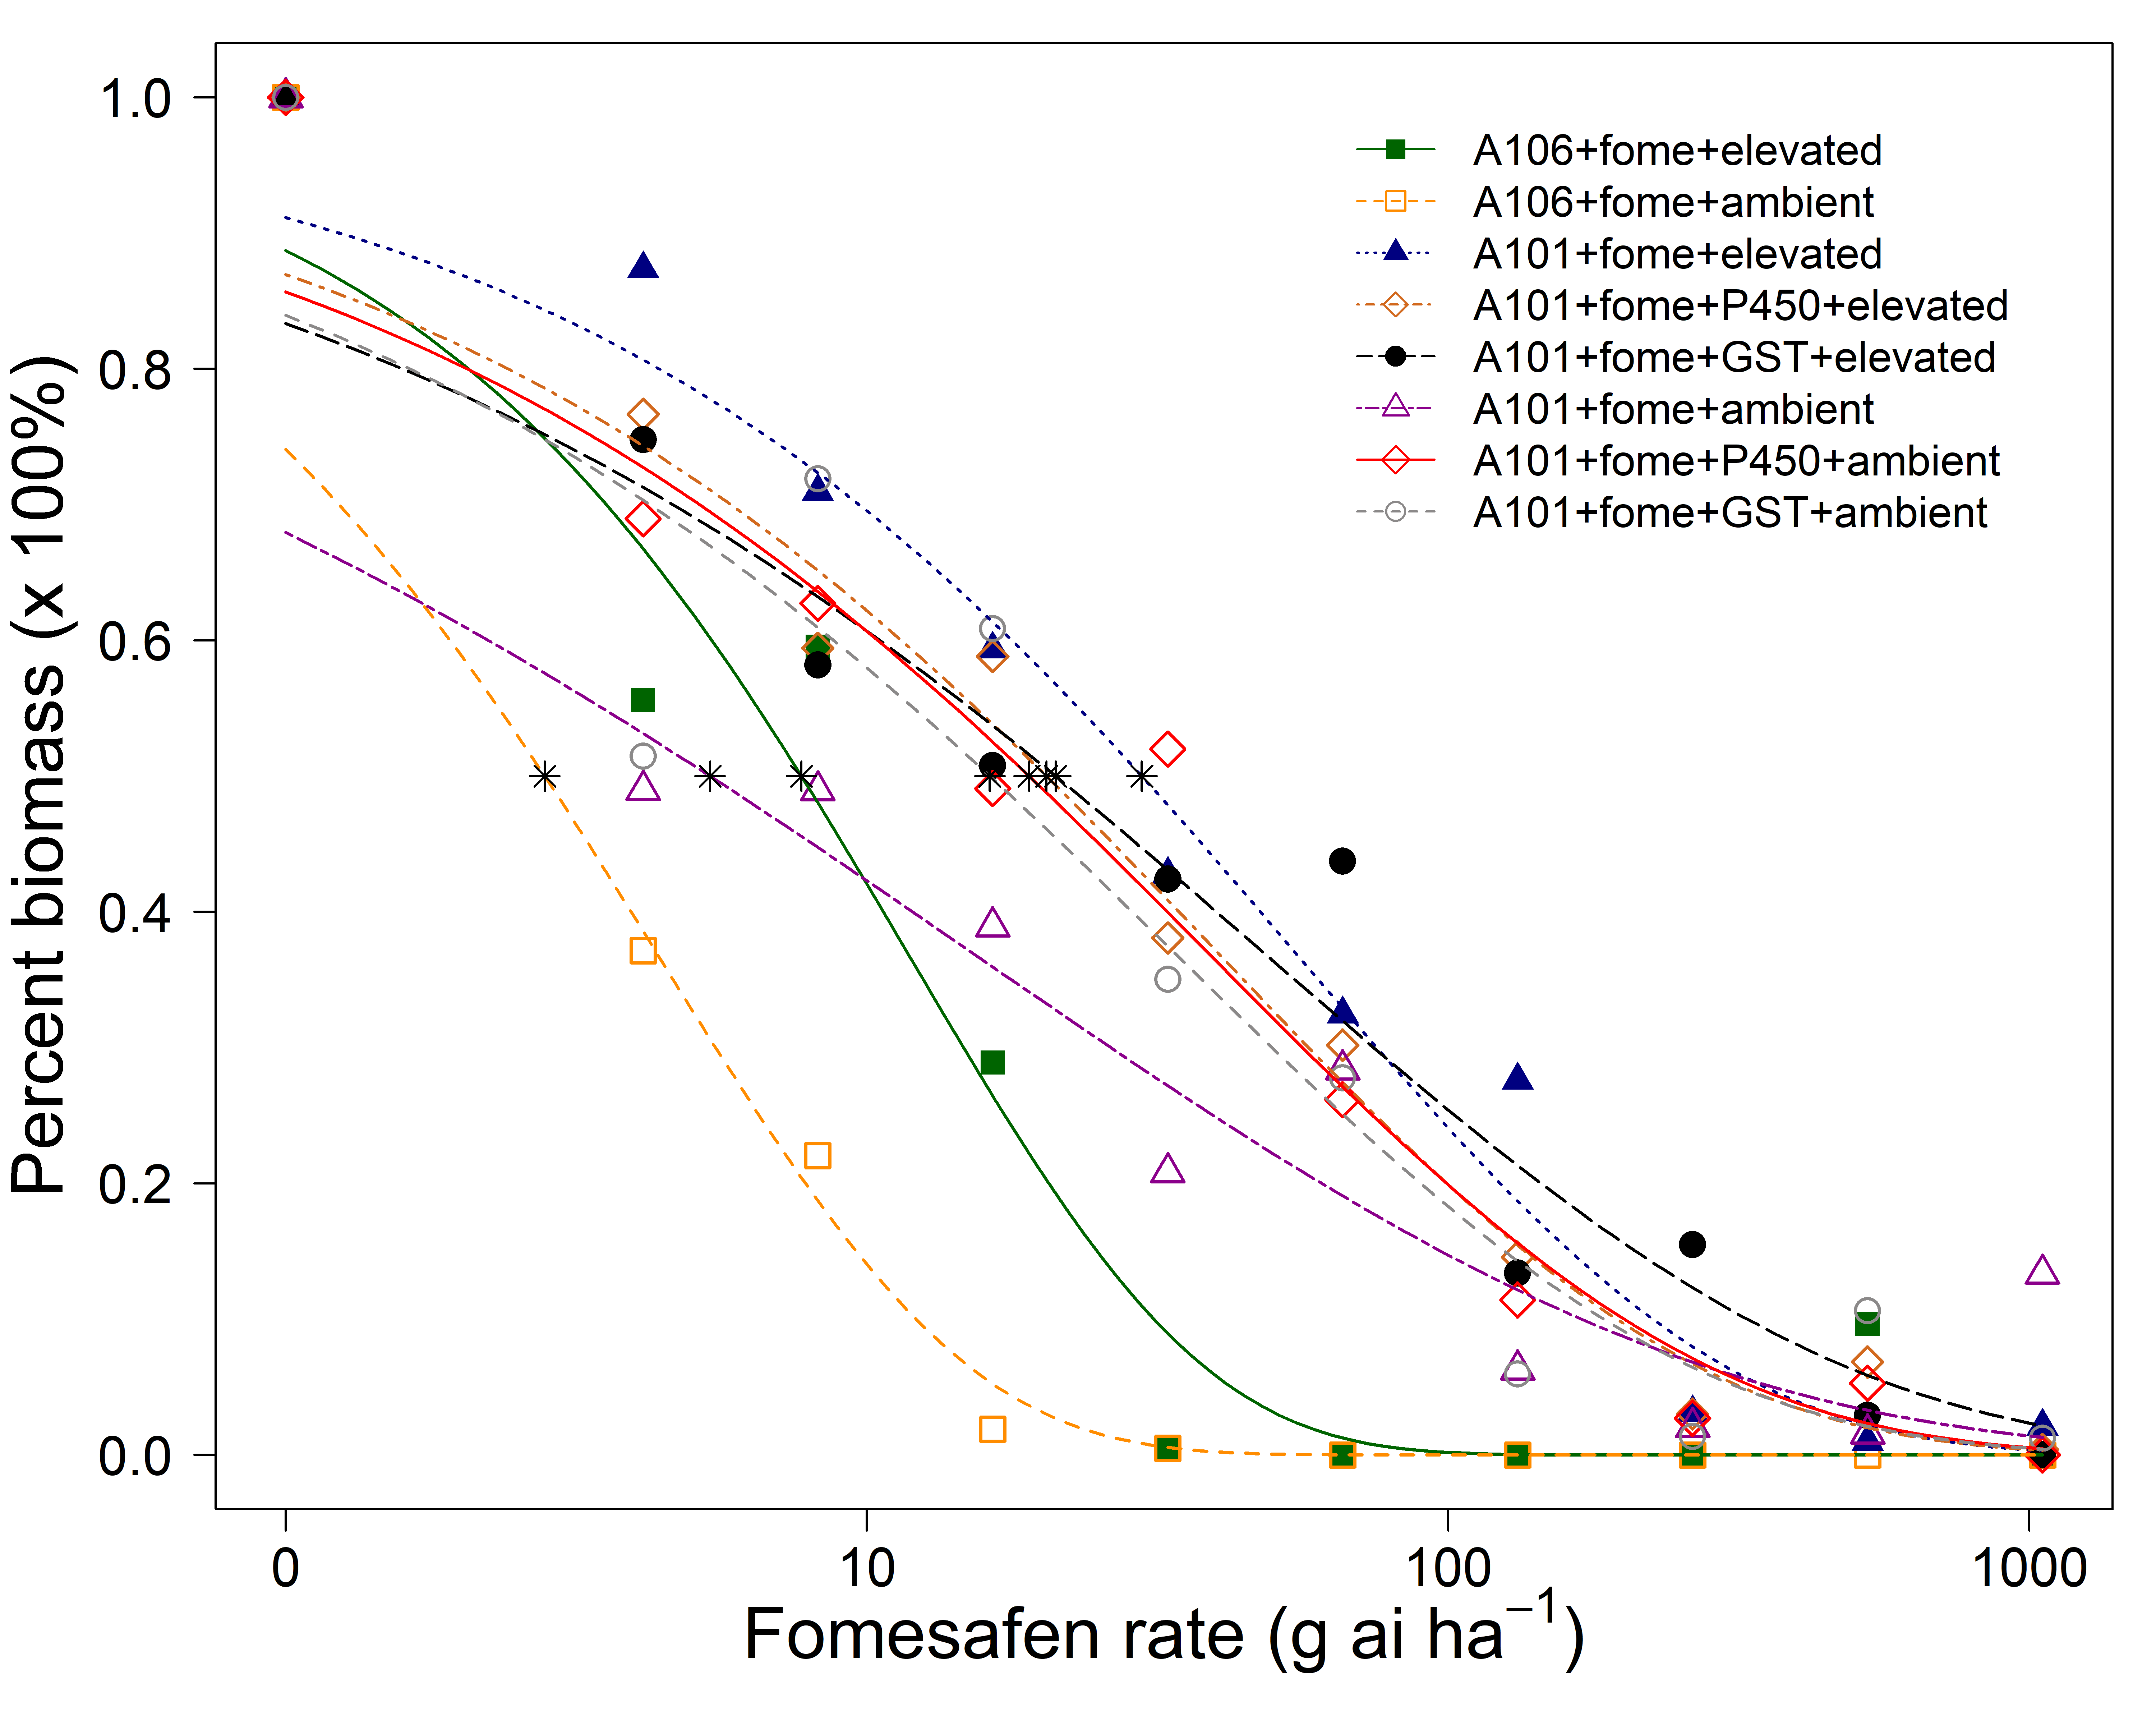 Percent biomass (x 100%)
1.0
0.8
0.6
0.4
0.2
0.0
A106+fome+elevated
A106+fome+ambient
A101+fome+elevated
A101+fome+P450+elevated
A101+fome+GST+elevated
A101+fome+ambient
A101+fome+P450+ambient
A101+fome+GST+ambient
0 10 100 1000
Fomesafen rate (g ai ha⁻¹)